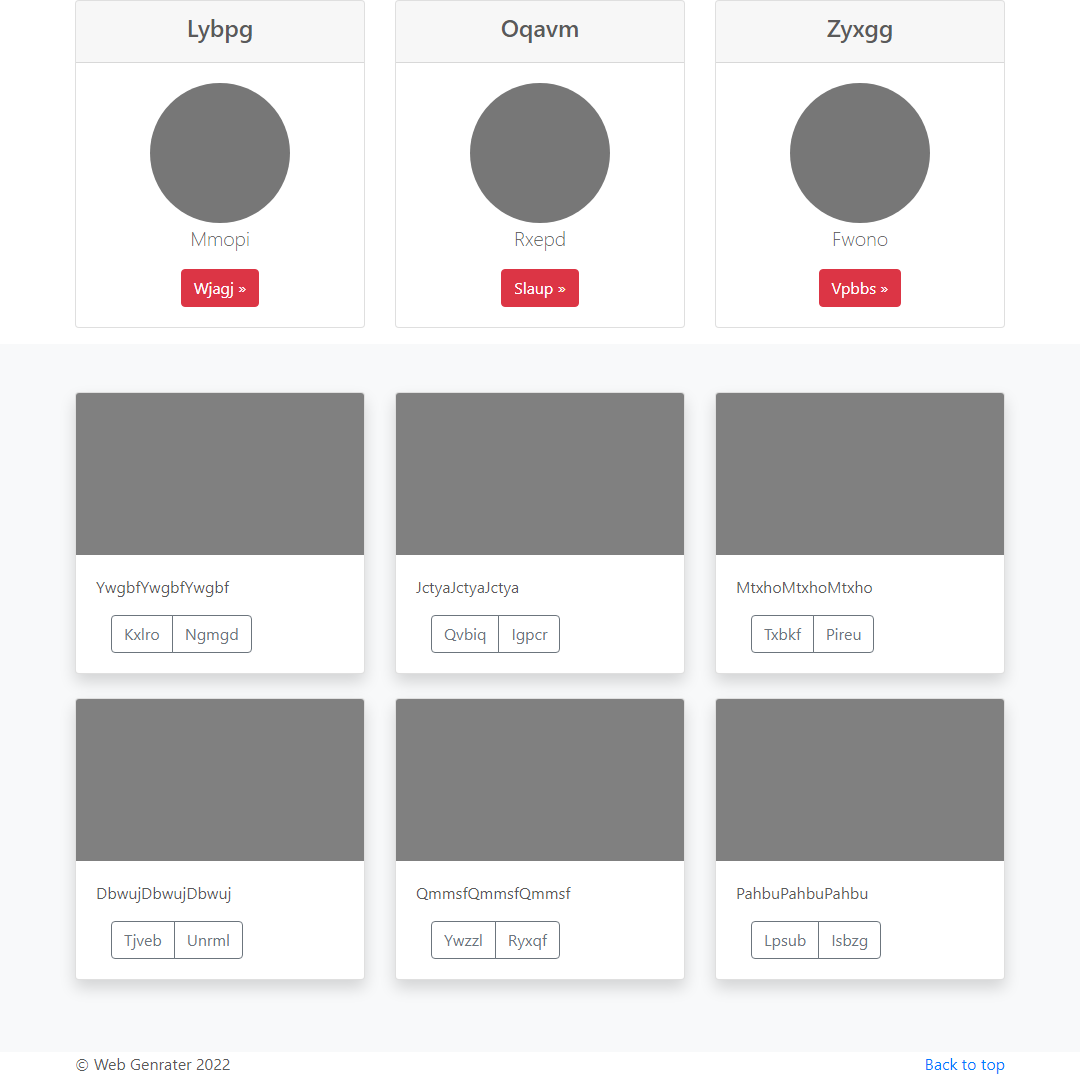 Lybpg
Oqavm
Zyxgg
Mmopi
Rxepd
Fwono
Wjagj »
Slaup »
Vpbbs »
YwgbfYwgbfYwgbf
JctyaJctyaJctya
MtxhoMtxhoMtxho
Kxlro Ngmgd
Qvbiq Igpcr
Txbkf Pireu
DbwujDbwujDbwuj
QmmsfQmmsfQmmsf
PahbuPahbuPahbu
Tjveb Unrml
Ywzzl Ryxqf
Lpsub Isbzg
© Web Genrater 2022
Back to top